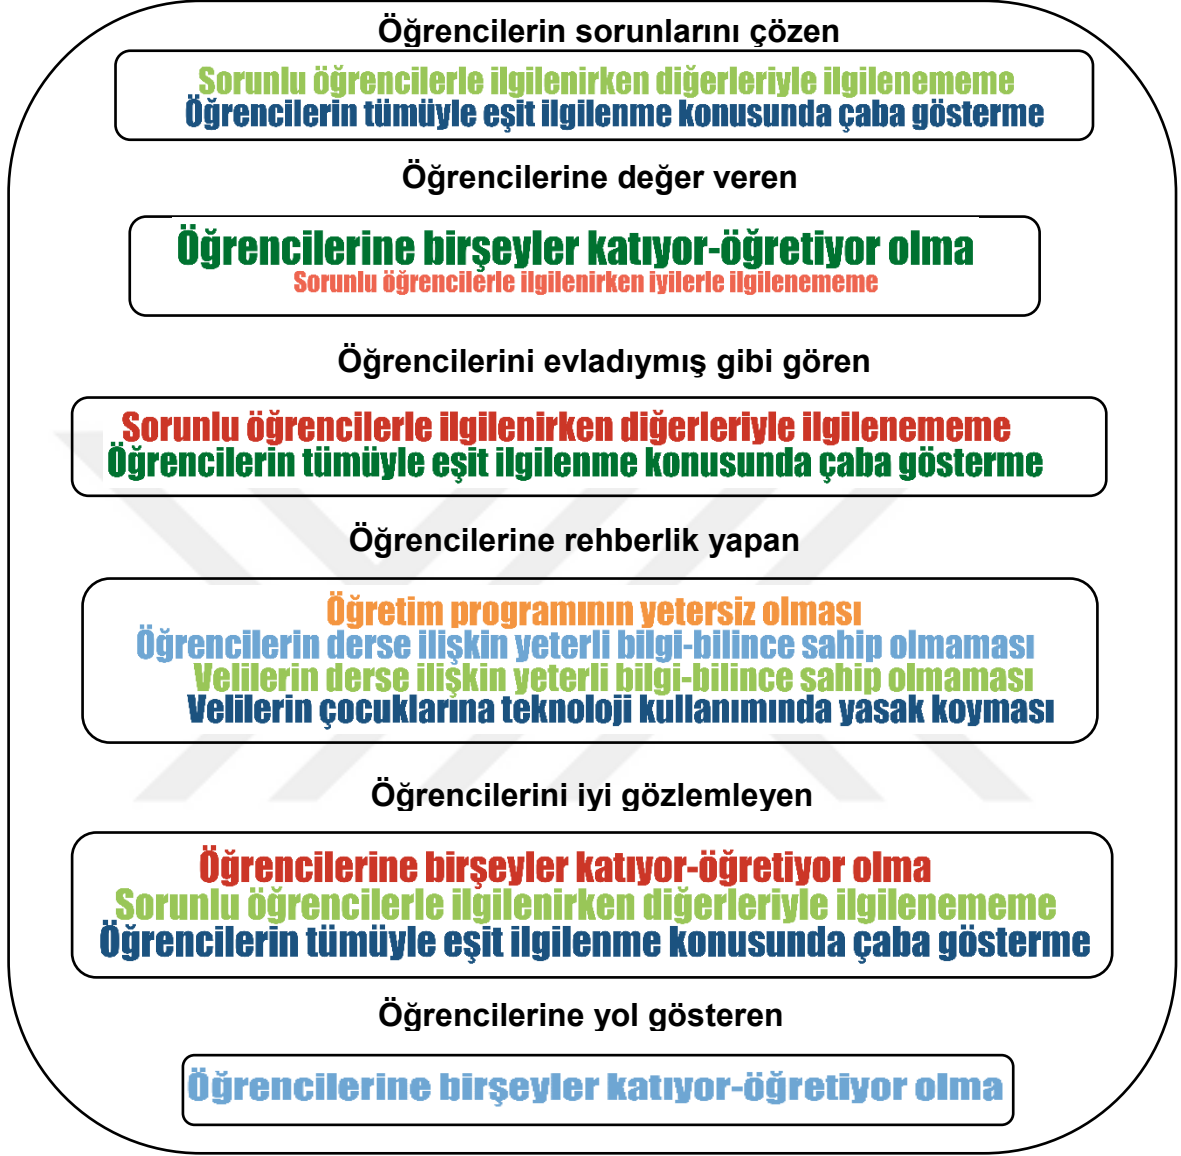 Öğrencilerin sorunlarını çözen
Sorunlu öğrencilerle ilgilenirken diğerleriyle ilgilenememe
Öğrencilerin tümüyle eşit ilgilenme konusunda çaba gösterme
Öğrencilerine değer veren
Öğrencilerine birşeyler katıyor-öğretiyor olma
Sorunlu öğrencilerle ilgilenirken iyilerle ilgilenememe
Öğrencilerini evladıymış gibi gören
Sorunlu öğrencilerle ilgilenirken diğerleriyle ilgilenememe
Öğrencilerin tümüyle eşit ilgilenme konusunda çaba gösterme
Öğrencilerine rehberlik yapan
Öğretim programının yetersiz olması
Öğrencilerin derse ilişkin yeterli bilgi-bilince sahip olmaması
Velilerin derse ilişkin yeterli bilgi-bilince sahip olmaması
Velilerin çocuklarına teknoloji kullanımında yasak koyması
Öğrencilerini iyi gözlemleyen
Öğrencilerine birşeyler katıyor-öğretiyor olma
Sorunlu öğrencilerle ilgilenirken diğerleriyle ilgilenememe
Öğrencilerin tümüyle eşit ilgilenme konusunda çaba gösterme
Öğrencilerine yol gösteren
Öğrencilerine birşeyler katıyor-öğretiyor olma